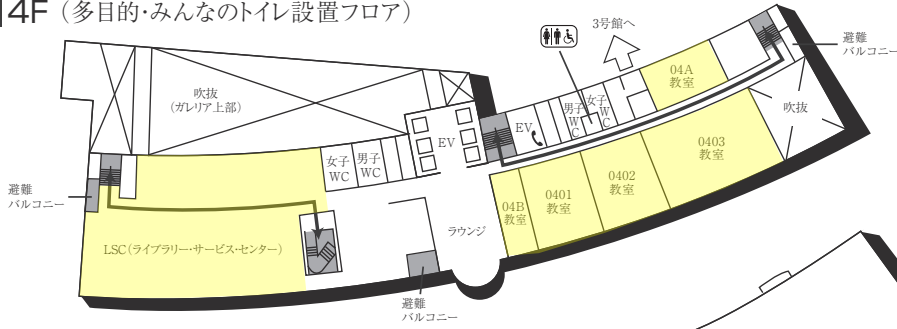 4F（多目的・みんなのトイレ設置フロア）
3号館へ
避難
バルコニー
04A
教室
吹抜
（ガレリア上部）
男子
WC
女子
WC
EV
吹抜
EV
0403
教室
女子
WC
男子
WC
0402
教室
避難
バルコニー
0401
教室
04B
教室
ラウンジ
LSC（ライブラリー・サービス・センター）
避難
バルコニー